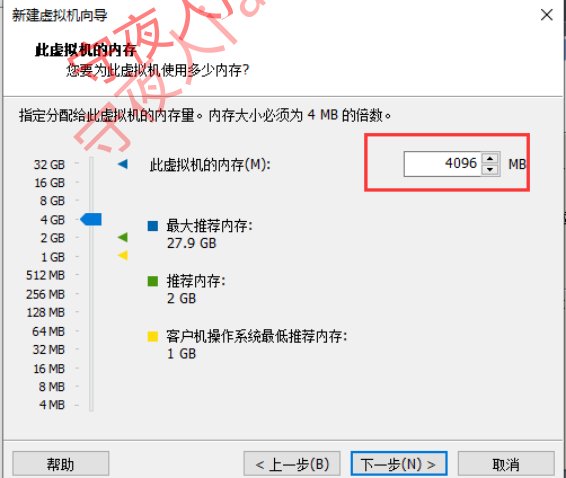 新建虚拟机向导
此虚拟机的内存
您要为此虚拟机使用多少内存?
指定分配给此虚拟机的内存量。内存大小必须为 4 MB 的倍数。
32 GB
16 GB
8 GB
4 GB
2 GB
1 GB
512 MB
256 MB
128 MB
64 MB
32 MB
16 MB
8 MB
4 MB
此虚拟机的内存(M):
4096 MB
最大推荐内存:
27.9 GB
推荐内存:
2 GB
客户机操作系统最低推荐内存:
1 GB
帮助
< 上一步(B)
下一步(N) >
取消
守夜人
守夜人